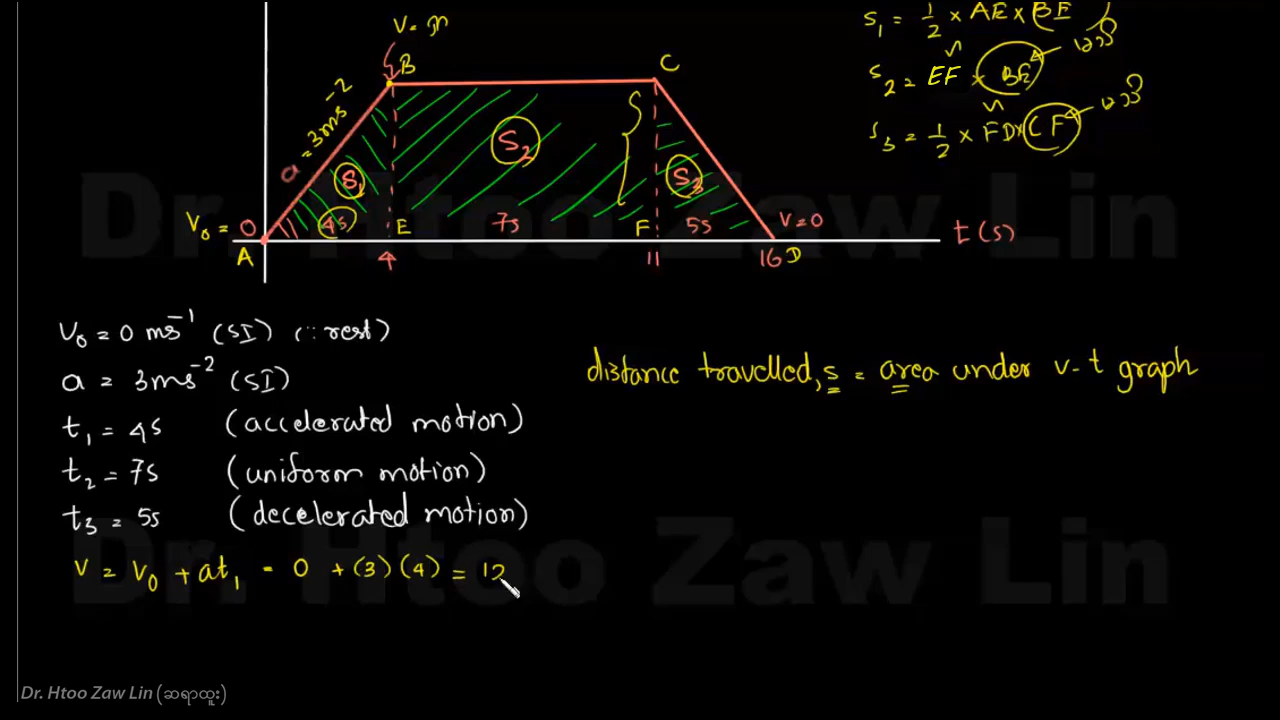 S₁ = 1/2 × AE × BE
V =
B
C
S₂ = EF × BE
a = 3ms⁻²
S₃ = 1/2 × FD × CF
S₁
S₂
S₃
V₀ = 0
4s
E
7s
F
5s
V=0
t(s)
A
4
11
16
D
V₀ = 0 ms⁻¹ (SI) (∵ rest)
a = 3ms⁻² (SI)
distance travelled, s = area under v-t graph
t₁ = 4s (accelerated motion)
t₂ = 7s (uniform motion)
t₃ = 5s (decelerated motion)
V = V₀ + at₁ = 0 + (3)(4) = 12
Dr. Htoo Zaw Lin
Dr. Htoo Zaw Lin
Dr. Htoo Zaw Lin (ဆရာထူး)